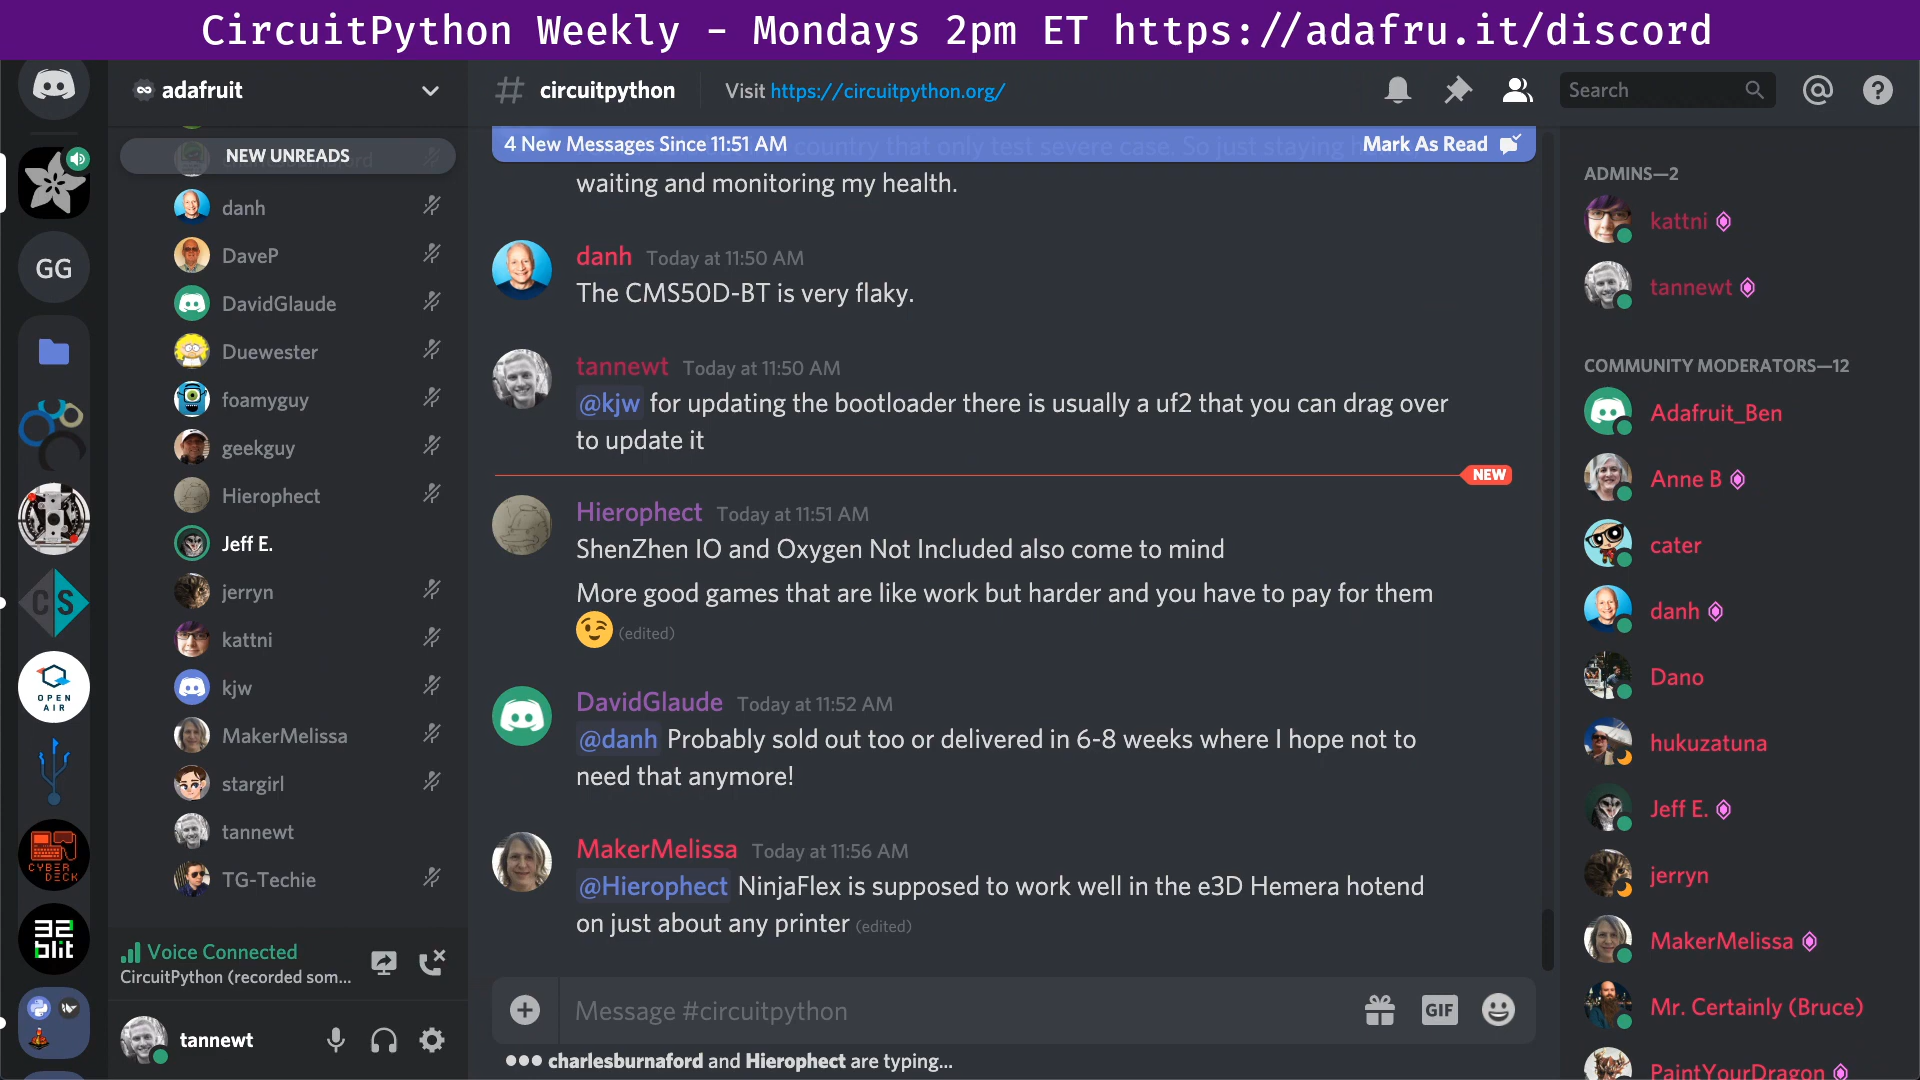 CircuitPython Weekly - Mondays 2pm ET https://adafru.it/discord
adafruit
NEW UNREADS
danh
DaveP
DavidGlaude
Duewester
foamyguy
geekguy
Hierophect
Jeff E.
jerryn
kattni
kjw
MakerMelissa
stargirl
tannewt
TG-Techie
Voice Connected
CircuitPython (recorded som...
tannewt
GG
CS
OPEN
AIR
CYBER
DECK
32
blit
# circuitpython
Visit https://circuitpython.org/
Search
4 New Messages Since 11:51 AM
Mark As Read
country that only test severe case. So just staying
waiting and monitoring my health.
danh Today at 11:50 AM
The CMS50D-BT is very flaky.
tannewt Today at 11:50 AM
@kjw for updating the bootloader there is usually a uf2 that you can drag over
to update it
NEW
Hierophect Today at 11:51 AM
ShenZhen IO and Oxygen Not Included also come to mind
More good games that are like work but harder and you have to pay for them
😉 (edited)
DavidGlaude Today at 11:52 AM
@danh Probably sold out too or delivered in 6-8 weeks where I hope not to
need that anymore!
MakerMelissa Today at 11:56 AM
@Hierophect NinjaFlex is supposed to work well in the e3D Hemera hotend
on just about any printer (edited)
Message #circuitpython
GIF
charlesburnaford and Hierophect are typing...
ADMINS—2
kattni
tannewt
COMMUNITY MODERATORS—12
Adafruit_Ben
Anne B
cater
danh
Dano
hukuzatuna
Jeff E.
jerryn
MakerMelissa
Mr. Certainly (Bruce)
PaintYourDragon